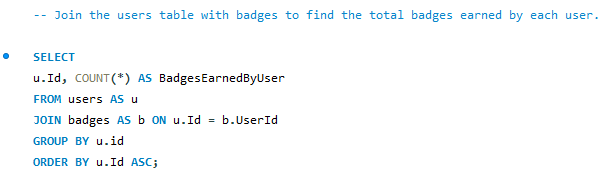 -- Join the users table with badges to find the total badges earned by each user.
SELECT
u.Id, COUNT(*) AS BadgesEarnedByUser
FROM users AS u
JOIN badges AS b ON u.Id = b.UserId
GROUP BY u.id
ORDER BY u.Id ASC;